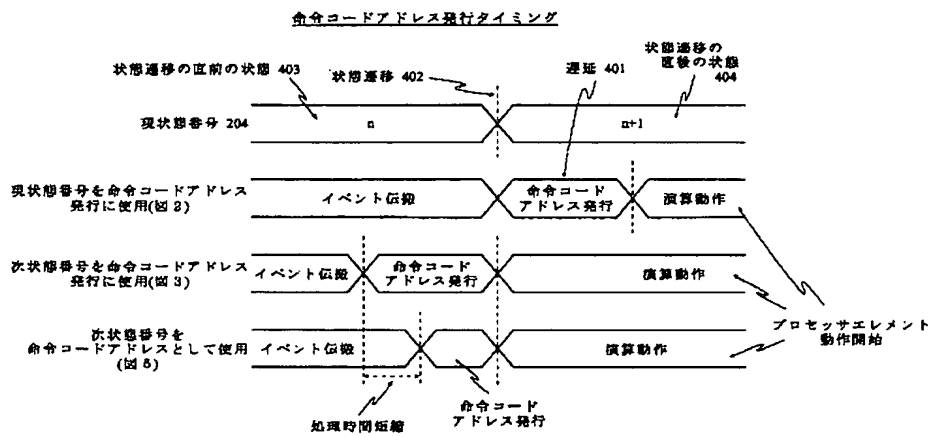 命令コードアドレス発行タイミング
状態遷移の直前の状態 403
状態遷移 402
遅延 401
状態遷移の
直後の状態
404
現状態番号 204
n
n+1
現状態番号を命令コードアドレス
発行に使用(図2)
イベント伝搬
命令コード
アドレス発行
演算動作
次状態番号を命令コードアドレス
発行に使用(図3)
イベント伝搬
命令コード
アドレス発行
演算動作
次状態番号を
命令コードアドレスとして使用
(図5)
イベント伝搬
演算動作
プロセッサエレメント
動作開始
処理時間短縮
命令コード
アドレス発行